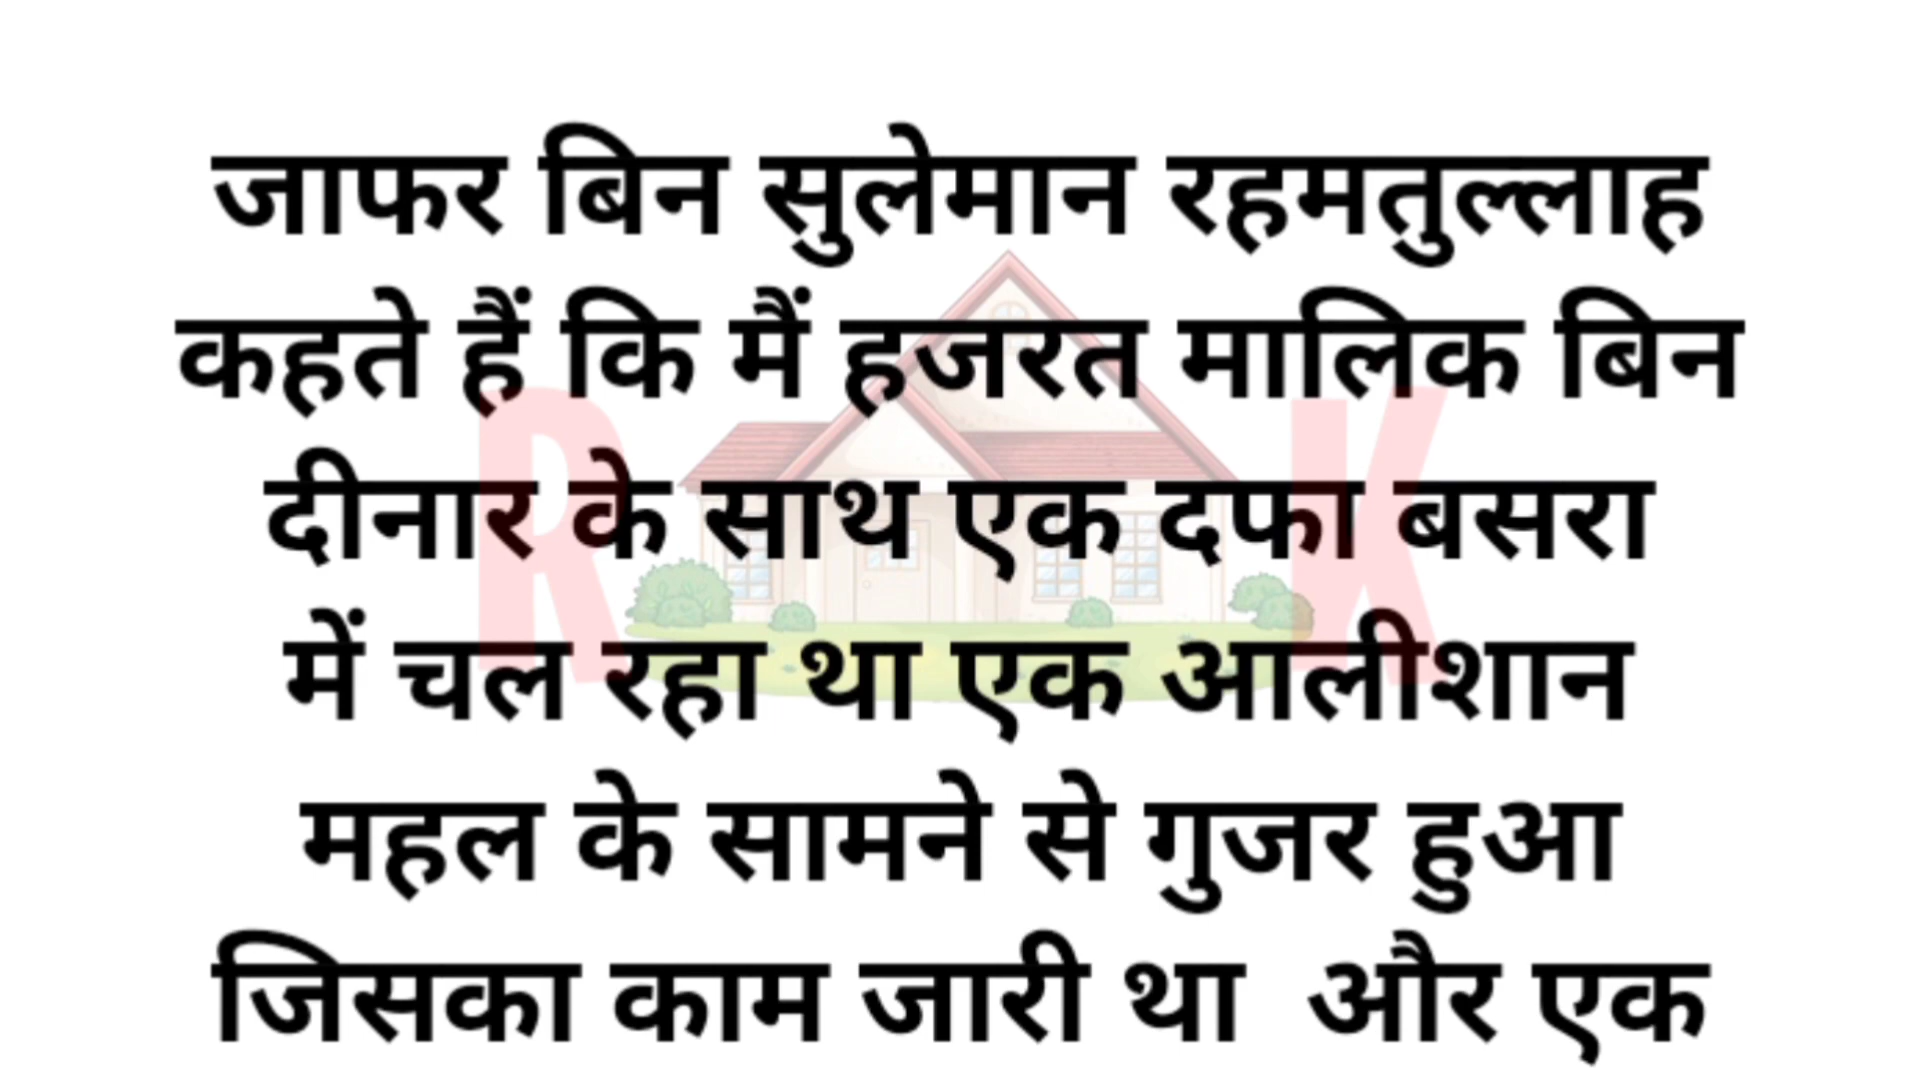 जाफर बिन सुलेमान रहमतुल्लाह
कहते हैं कि मैं हजरत मालिक बिन
दीनार के साथ एक दफा बसरा
में चल रहा था एक आलीशान
महल के सामने से गुजर हुआ
जिसका काम जारी था  और एक
R K